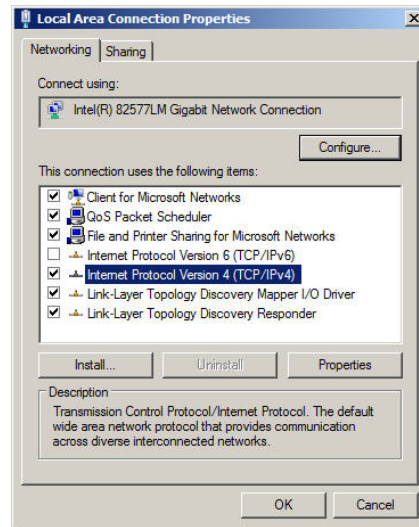 Local Area Connection Properties
Networking
Sharing
Connect using:
Intel(R) 82577LM Gigabit Network Connection
Configure...
This connection uses the following items:
Client for Microsoft Networks
QoS Packet Scheduler
File and Printer Sharing for Microsoft Networks
Internet Protocol Version 6 (TCP/IPv6)
Internet Protocol Version 4 (TCP/IPv4)
Link-Layer Topology Discovery Mapper I/O Driver
Link-Layer Topology Discovery Responder
Install...
Uninstall
Properties
Description
Transmission Control Protocol/Internet Protocol. The default
wide area network protocol that provides communication
across diverse interconnected networks.
OK
Cancel